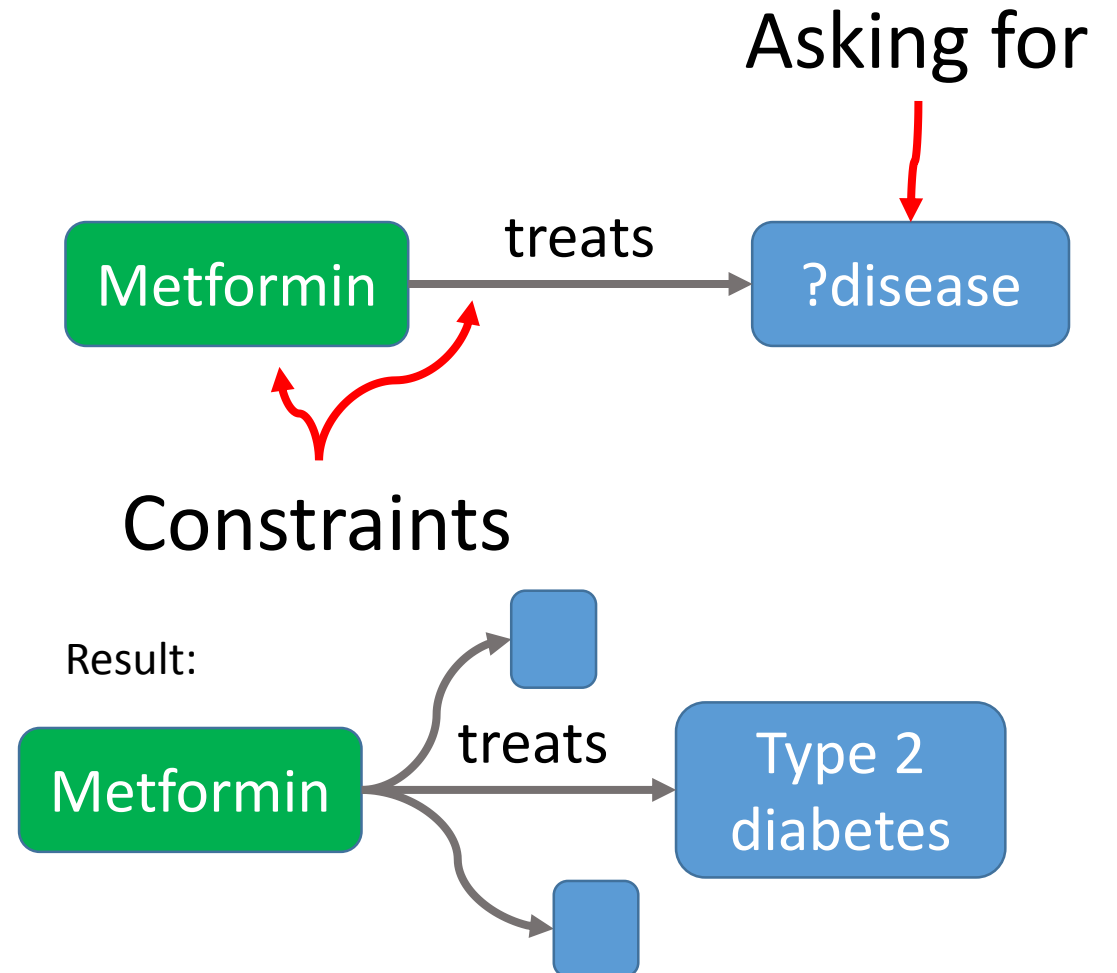 Asking for
treats
Metformin
?disease
Constraints
Result:
treats
Metformin
Type 2
diabetes